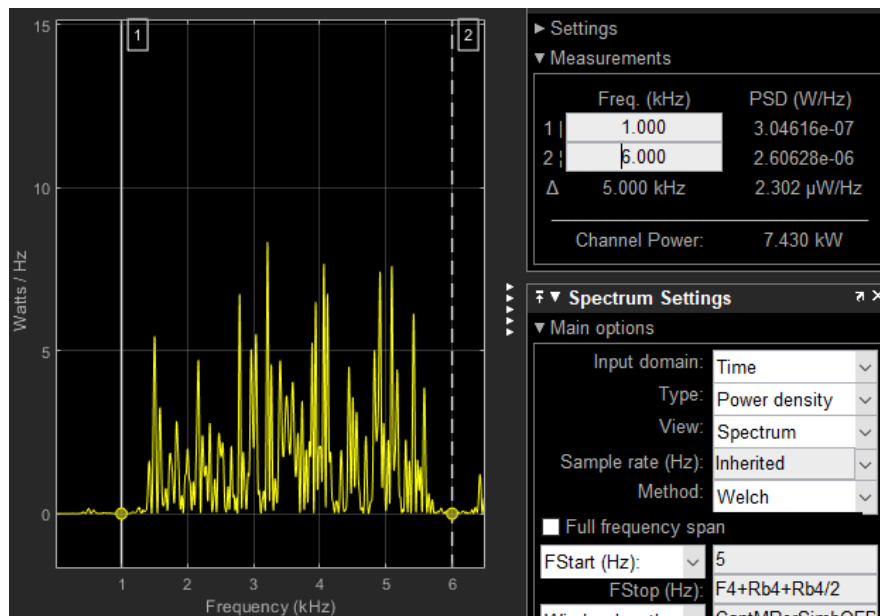 15
10
5
0
Watts / Hz
1
2
1
2
3
4
5
6
Frequency (kHz)
Settings
Measurements
Freq. (kHz) PSD (W/Hz)
1 | 1.000 3.04616e-07
2 ¦ 6.000 2.60628e-06
Δ 5.000 kHz 2.302 µW/Hz
Channel Power: 7.430 kW
Spectrum Settings
Main options
Input domain: Time
Type: Power density
View: Spectrum
Sample rate (Hz): Inherited
Method: Welch
Full frequency span
FStart (Hz): 5
FStop (Hz): F4+Rb4+Rb4/2